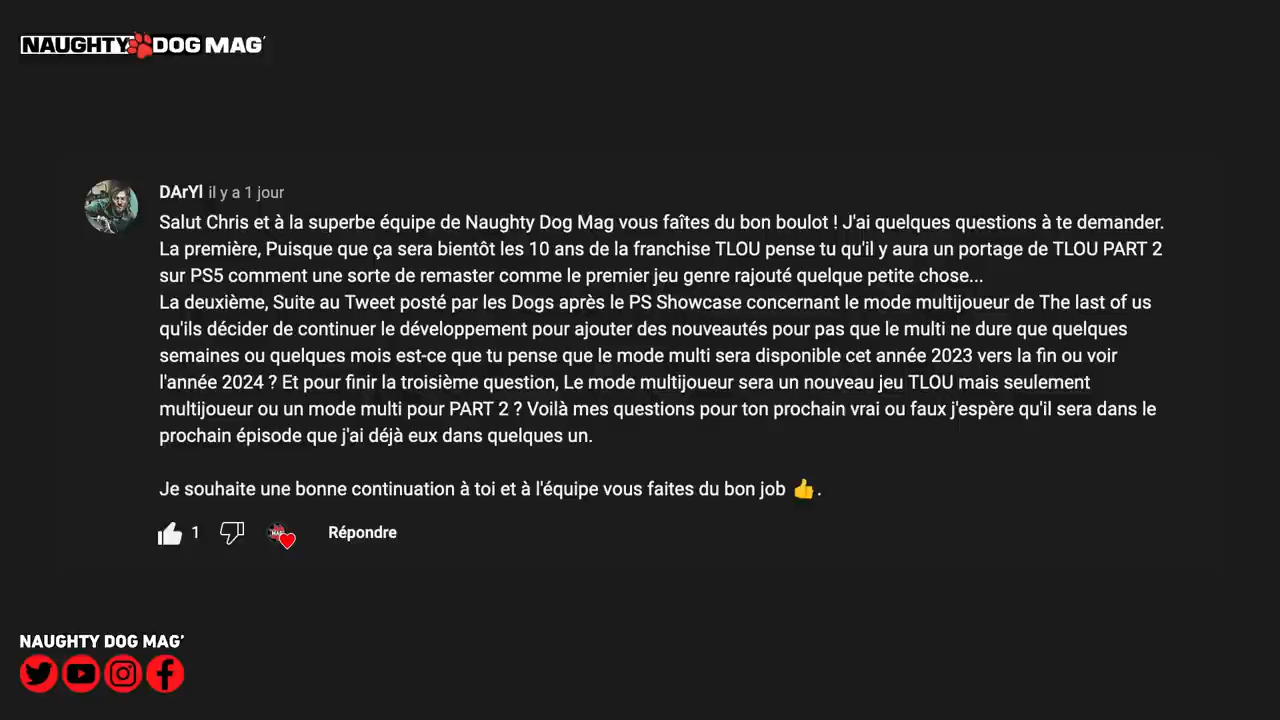 NAUGHTY DOG MAG'
DArYl il y a 1 jour
Salut Chris et à la superbe équipe de Naughty Dog Mag vous faîtes du bon boulot ! J'ai quelques questions à te demander.
La première, Puisque que ça sera bientôt les 10 ans de la franchise TLOU pense tu qu'il y aura un portage de TLOU PART 2
sur PS5 comment une sorte de remaster comme le premier jeu genre rajouté quelque petite chose...
La deuxième, Suite au Tweet posté par les Dogs après le PS Showcase concernant le mode multijoueur de The last of us
qu'ils décider de continuer le développement pour ajouter des nouveautés pour pas que le multi ne dure que quelques
semaines ou quelques mois est-ce que tu pense que le mode multi sera disponible cet année 2023 vers la fin ou voir
l'année 2024 ? Et pour finir la troisième question, Le mode multijoueur sera un nouveau jeu TLOU mais seulement
multijoueur ou un mode multi pour PART 2 ? Voilà mes questions pour ton prochain vrai ou faux j'espère qu'il sera dans le
prochain épisode que j'ai déjà eux dans quelques un.
Je souhaite une bonne continuation à toi et à l'équipe vous faites du bon job 👍.
1
Répondre
NAUGHTY DOG MAG'